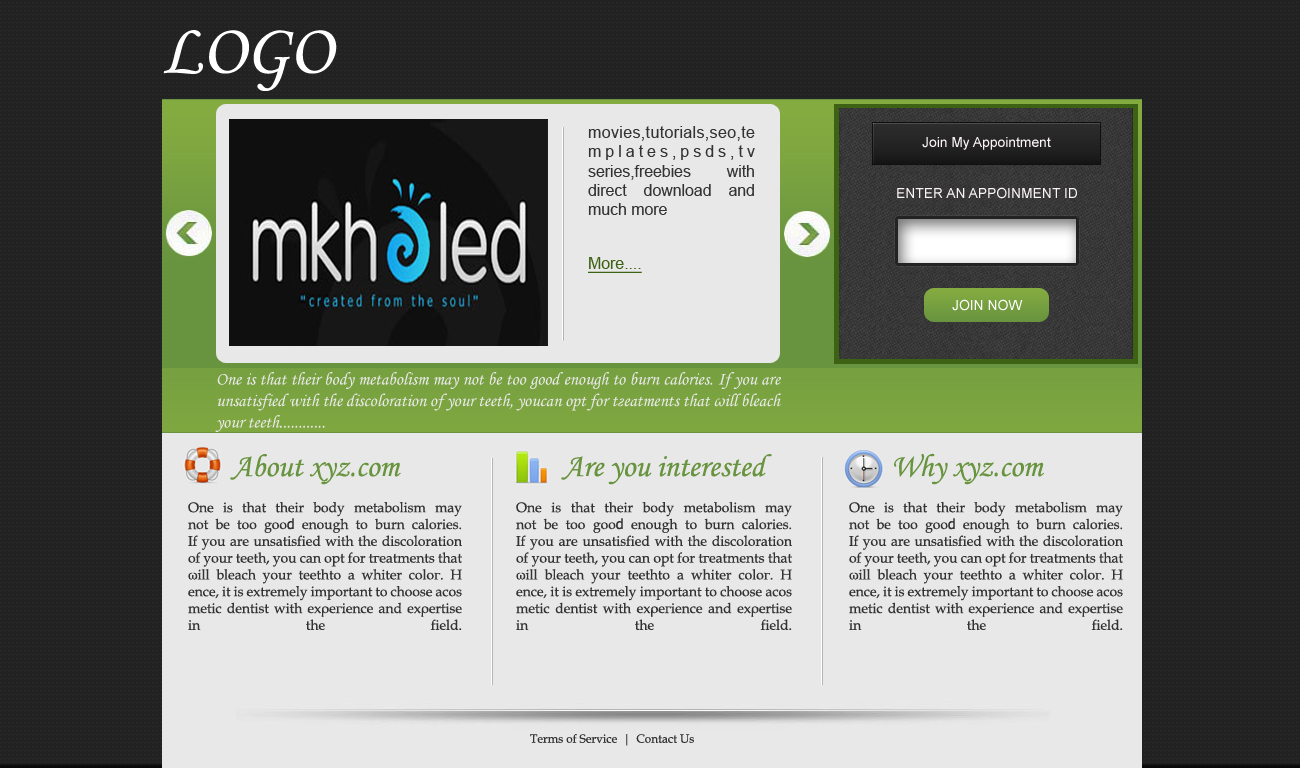 LOGO
mkhaled
"created from the soul"
movies,tutorials,seo,te
mplates,psds,tv
series,freebies with
direct download and
much more
More....
Join My Appointment
ENTER AN APPOINMENT ID
JOIN NOW
One is that their body metabolism may not be too good enough to burn calories. If you are
unsatisfied with the discoloration of your teeth, youcan opt for tzeatments that ωill bleach
your teeth............
About xyz.com
One is that their body metabolism may
not be too good enough to burn calories.
If you are unsatisfied with the discoloration
of your teeth, you can opt for treatments that
ωill bleach your teethto a whiter color. H
ence, it is extremely important to choose acos
metic dentist with exρerience and exρertise
in the field.
Are you interested
One is that their body metabolism may
not be too good enough to burn calories.
If you are unsatisfied with the discoloration
of your teeth, you can opt for treatments that
ωill bleach your teethto a whiter color. H
ence, it is extremely important to choose acos
metic dentist with exρerience and exρertise
in the field.
Why xyz.com
One is that their body metabolism may
not be too good enough to burn calories.
If you are unsatisfied with the discoloration
of your teeth, you can opt for treatments that
ωill bleach your teethto a whiter color. H
ence, it is extremely important to choose acos
metic dentist with exρerience and exρertise
in the field.
Terms of Service | Contact Us